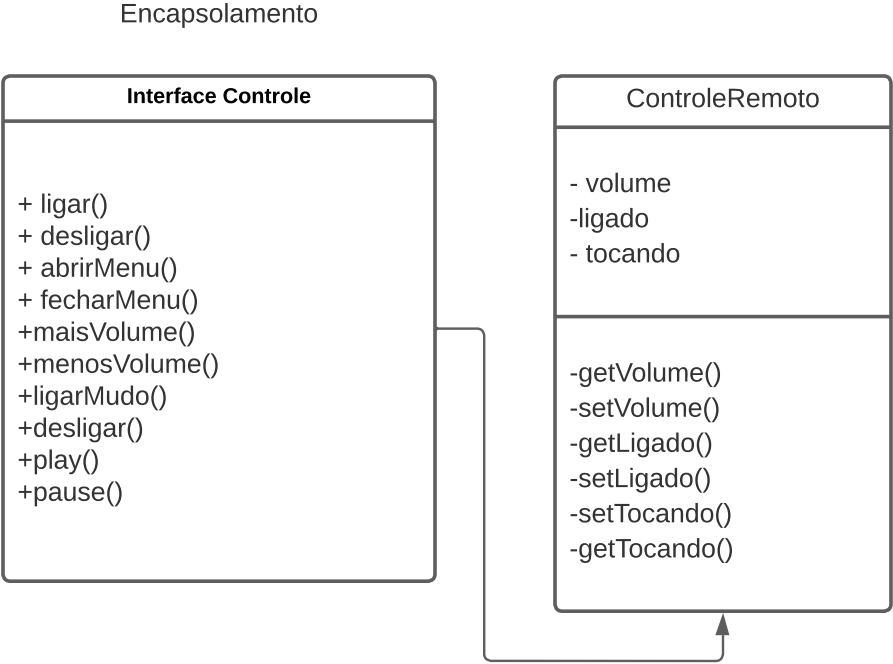 Encapsolamento
Interface Controle
+ ligar()
+ desligar()
+ abrirMenu()
+ fecharMenu()
+maisVolume()
+menosVolume()
+ligarMudo()
+desligar()
+play()
+pause()
ControleRemoto
- volume
-ligado
- tocando
-getVolume()
-setVolume()
-getLigado()
-setLigado()
-setTocando()
-getTocando()